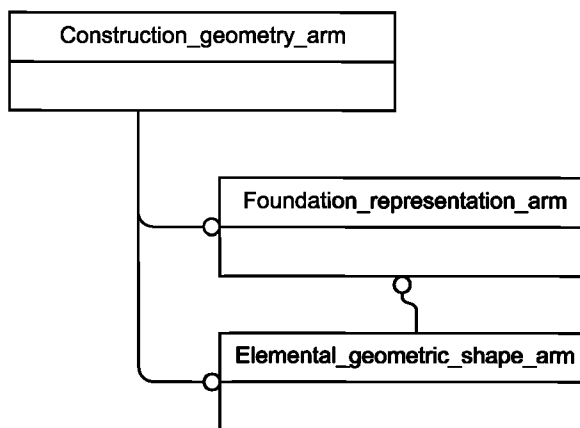 Construction_geometry_arm
Foundation_representation_arm
Elemental_geometric_shape_arm